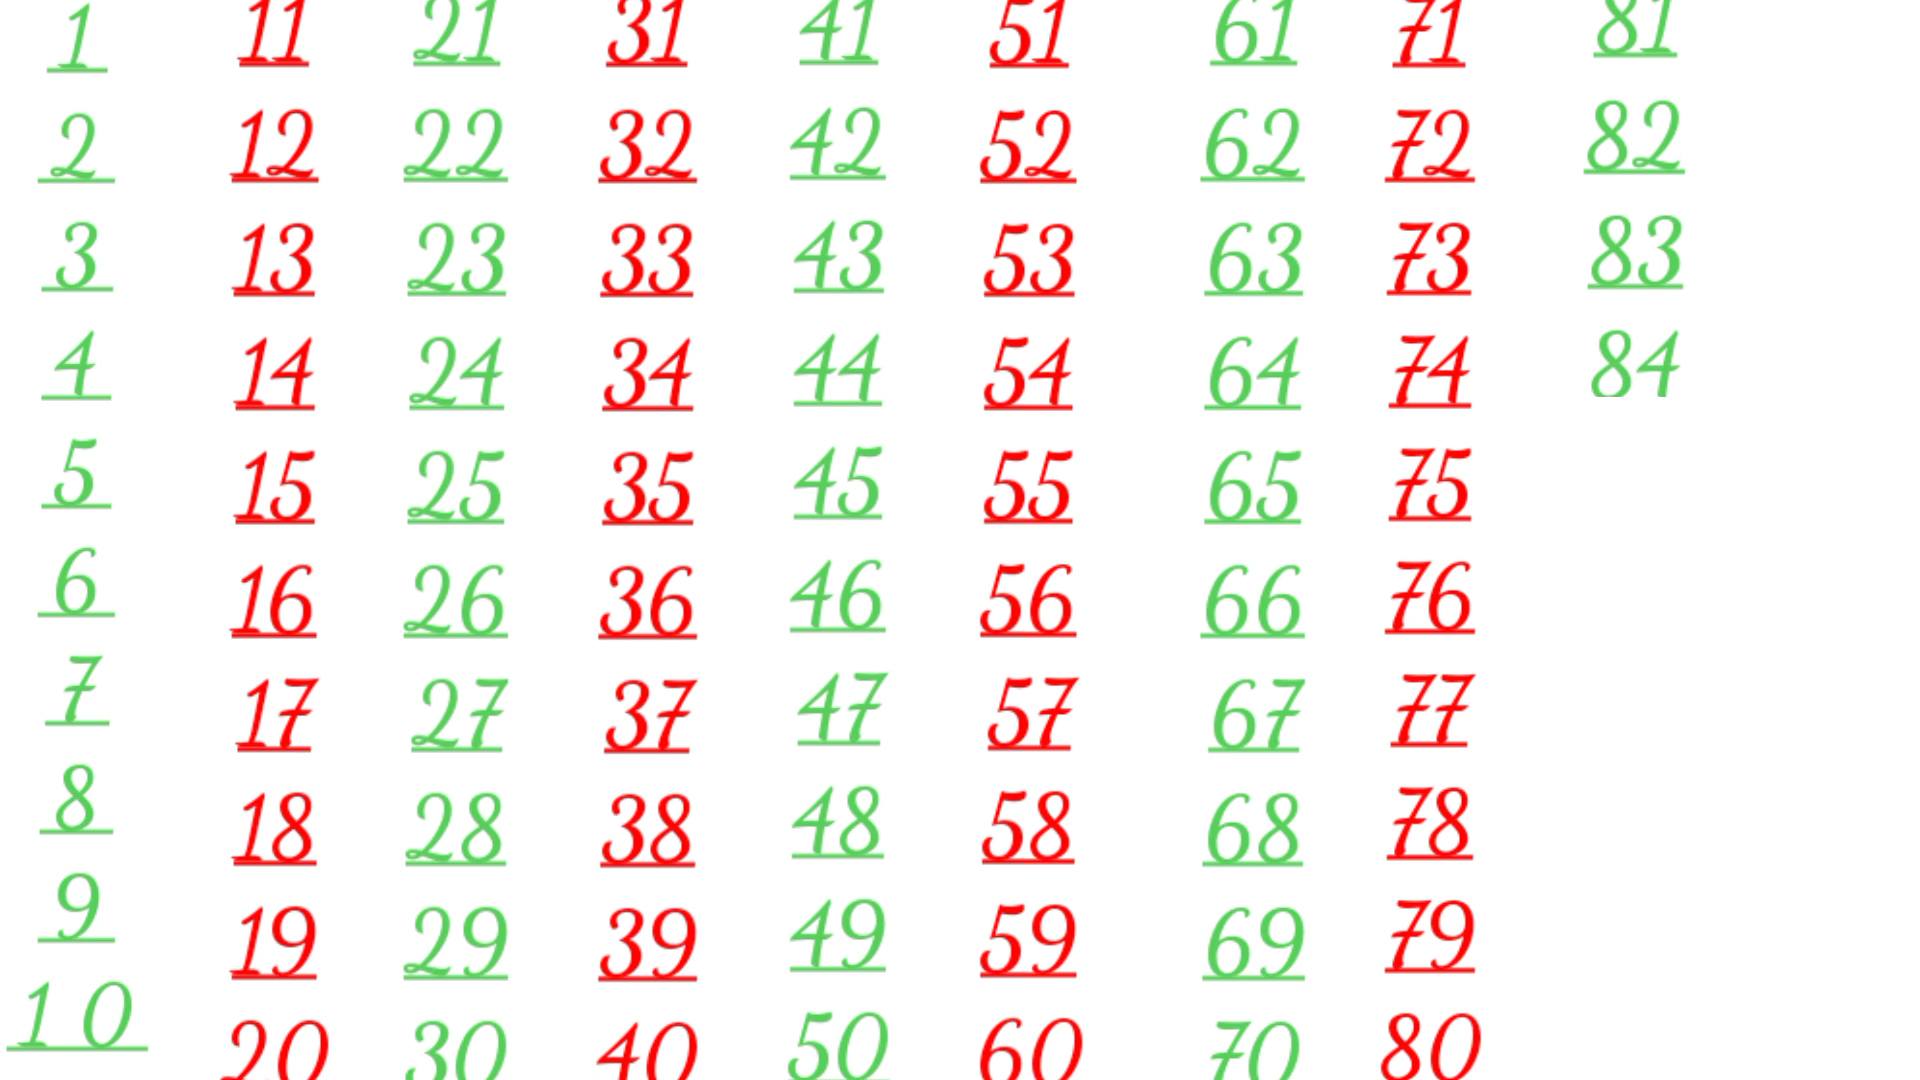 1 11 21 31 41 51 61 71 81
2 12 22 32 42 52 62 72 82
3 13 23 33 43 53 63 73 83
4 14 24 34 44 54 64 74 84
5 15 25 35 45 55 65 75
6 16 26 36 46 56 66 76
7 17 27 37 47 57 67 77
8 18 28 38 48 58 68 78
9 19 29 39 49 59 69 79
1 0 20 30 40 50 60 70 80